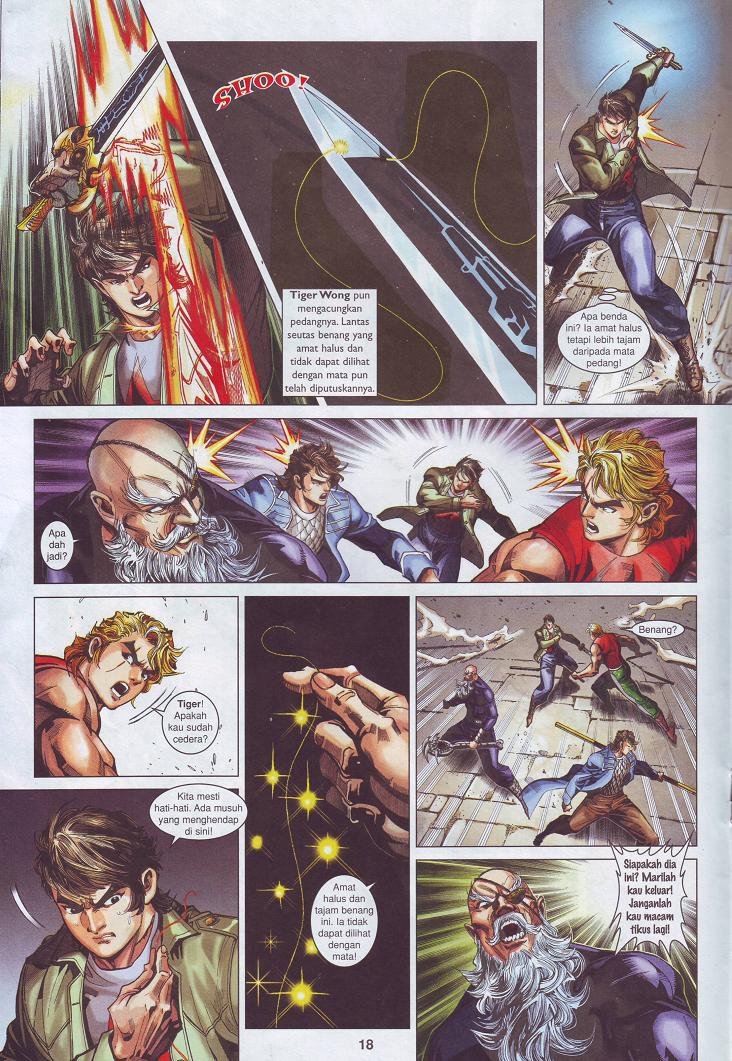 SHOO!
Tiger Wong pun
mengacungkan
pedangnya. Lantas
seutas benang yang
amat halus dan
tidak dapat dilihat
dengan mata pun
telah diputuskannya.
Apa benda
ini? Ia amat halus
tetapi lebih tajam
daripada mata
pedang!
Apa
dah
jadi?
Tiger!
Apakah
kau sudah
cedera?
Benang?
Kita mesti
hati-hati. Ada musuh
yang menghendap
di sini!
Amat
halus dan
tajam benang
ini. Ia tidak
dapat dilihat
dengan
mata!
Siapakah dia
ini? Marilah
kau keluar!
Janganlah
kau macam
tikus lagi!
18